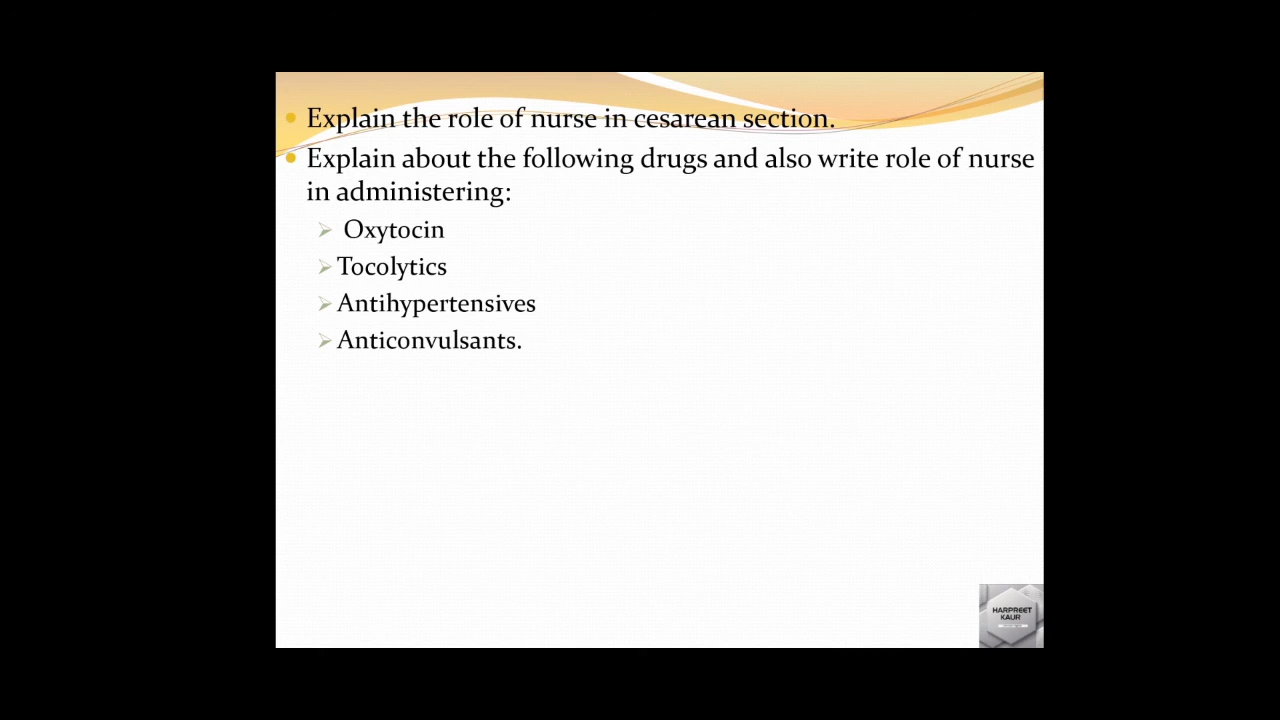 Explain the role of nurse in cesarean section.
Explain about the following drugs and also write role of nurse
in administering:
Oxytocin
Tocolytics
Antihypertensives
Anticonvulsants.
HARPREET
KAUR